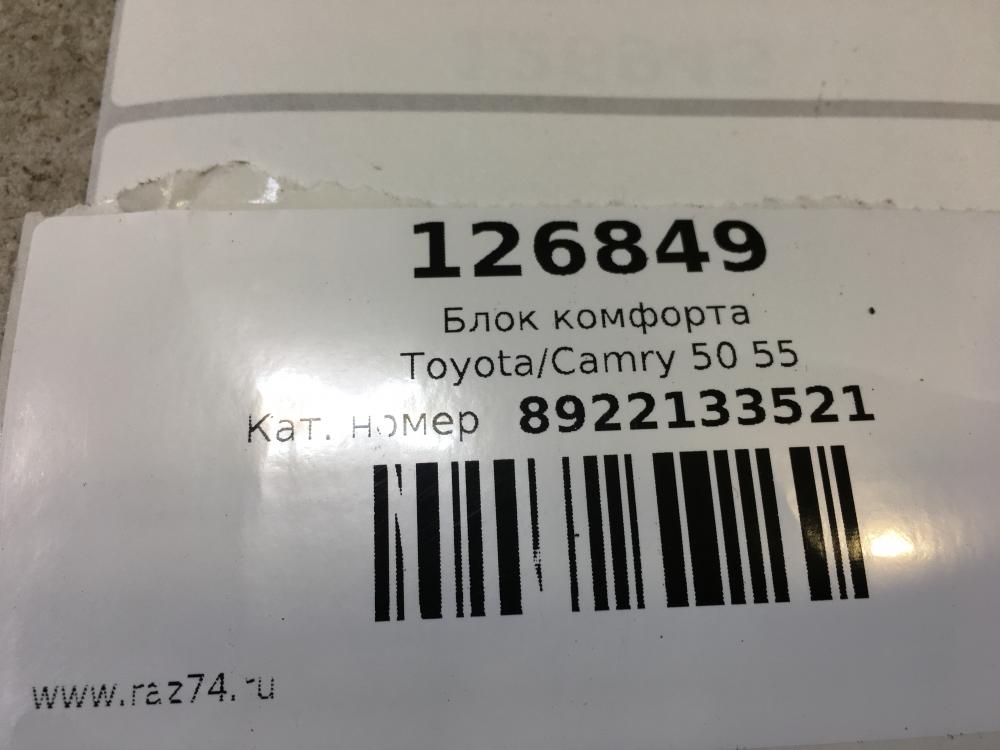 126849
Блок комфорта
Toyota/Camry 50 55
Кат. номер 8922133521
www.raz74.ru